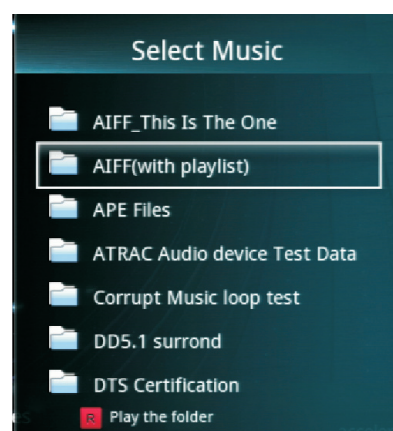 Select Music
AIFF_This Is The One
AIFF(with playlist)
APE Files
ATRAC Audio device Test Data
Corrupt Music loop test
DD5.1 surrond
DTS Certification
R Play the folder